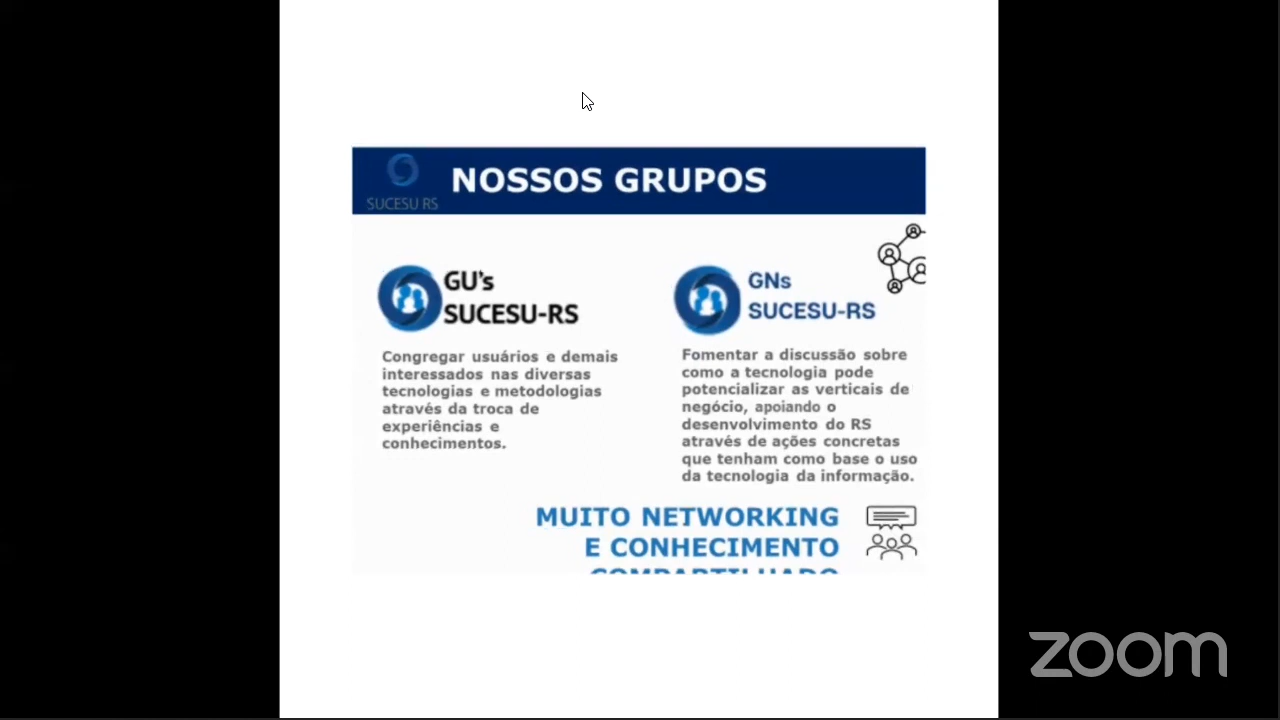 NOSSOS GRUPOS
SUCESU RS
GU's
SUCESU-RS
Congregar usuários e demais
interessados nas diversas
tecnologias e metodologias
através da troca de
experiências e
conhecimentos.
GNs
SUCESU-RS
Fomentar a discussão sobre
como a tecnologia pode
potencializar as verticais de
negócio, apoiando o
desenvolvimento do RS
através de ações concretas
que tenham como base o uso
da tecnologia da informação.
MUITO NETWORKING
E CONHECIMENTO
COMPARTILHADO
zoom